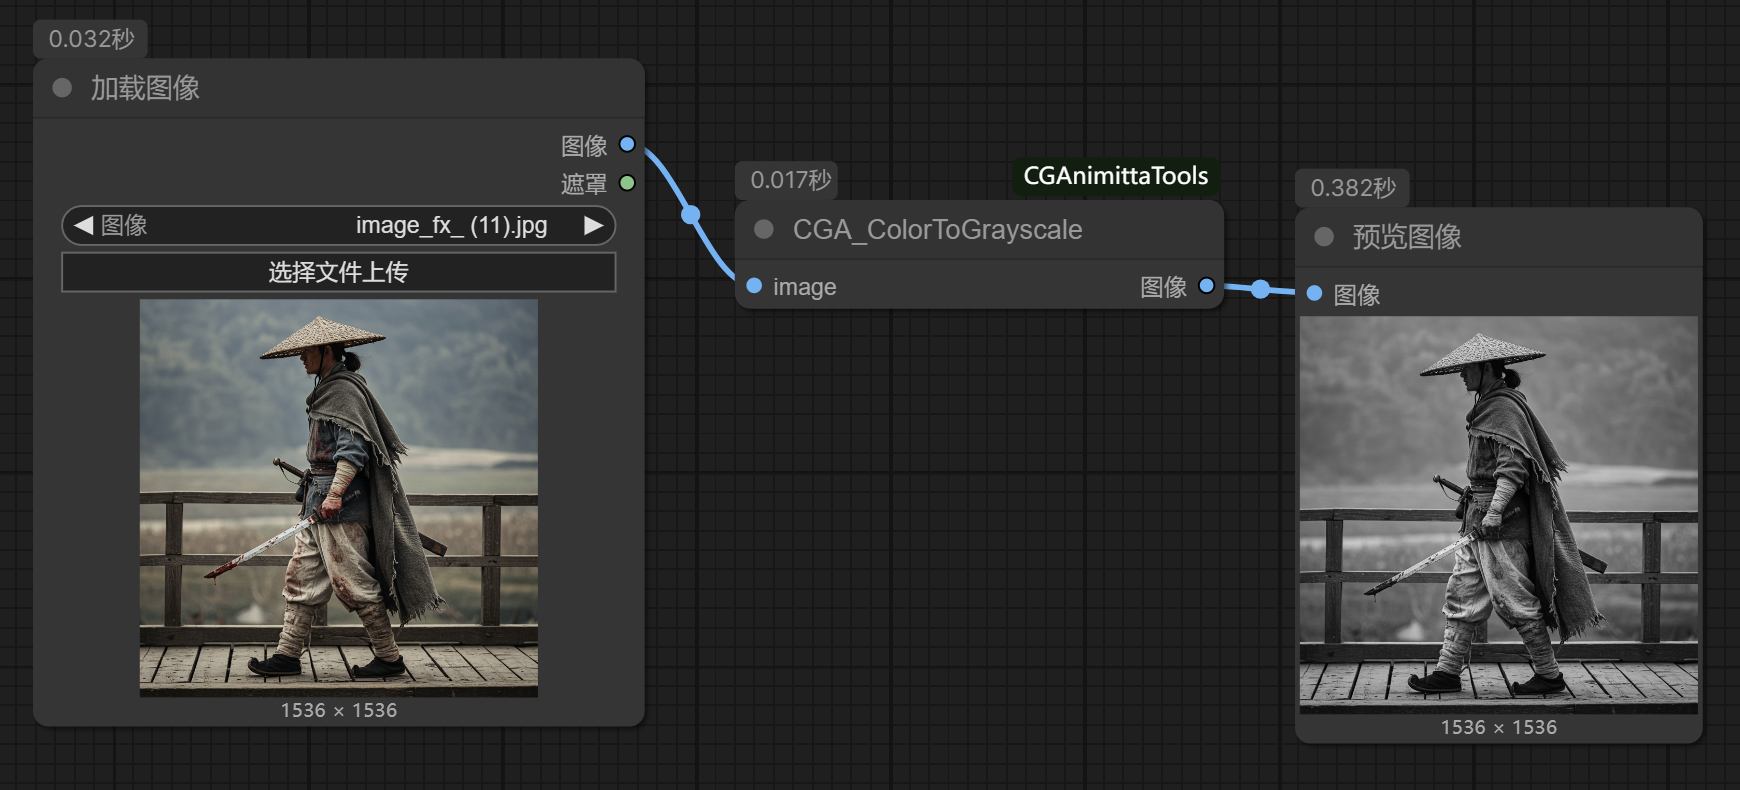 0.032秒
加载图像
图像
遮罩
图像 image_fx_ (11).jpg
选择文件上传
1536 × 1536
0.017秒
CGAnimittaTools
CGA_ColorToGrayscale
image 图像
0.382秒
预览图像
图像
1536 × 1536